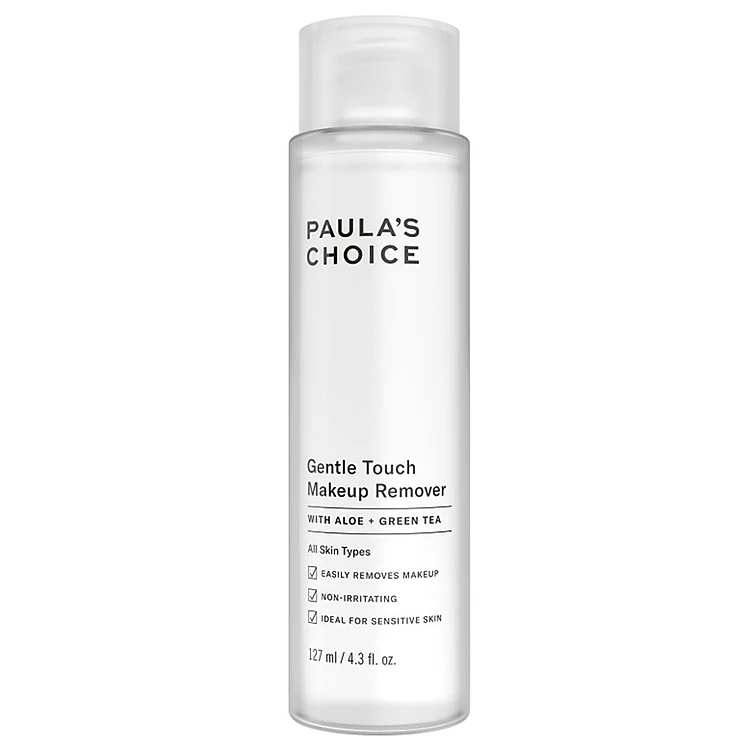 PAULA'S
CHOICE
Gentle Touch
Makeup Remover
WITH ALOE + GREEN TEA
All Skin Types
☑ EASILY REMOVES MAKEUP
☑ NON-IRRITATING
☑ IDEAL FOR SENSITIVE SKIN
127 ml / 4.3 fl. oz.